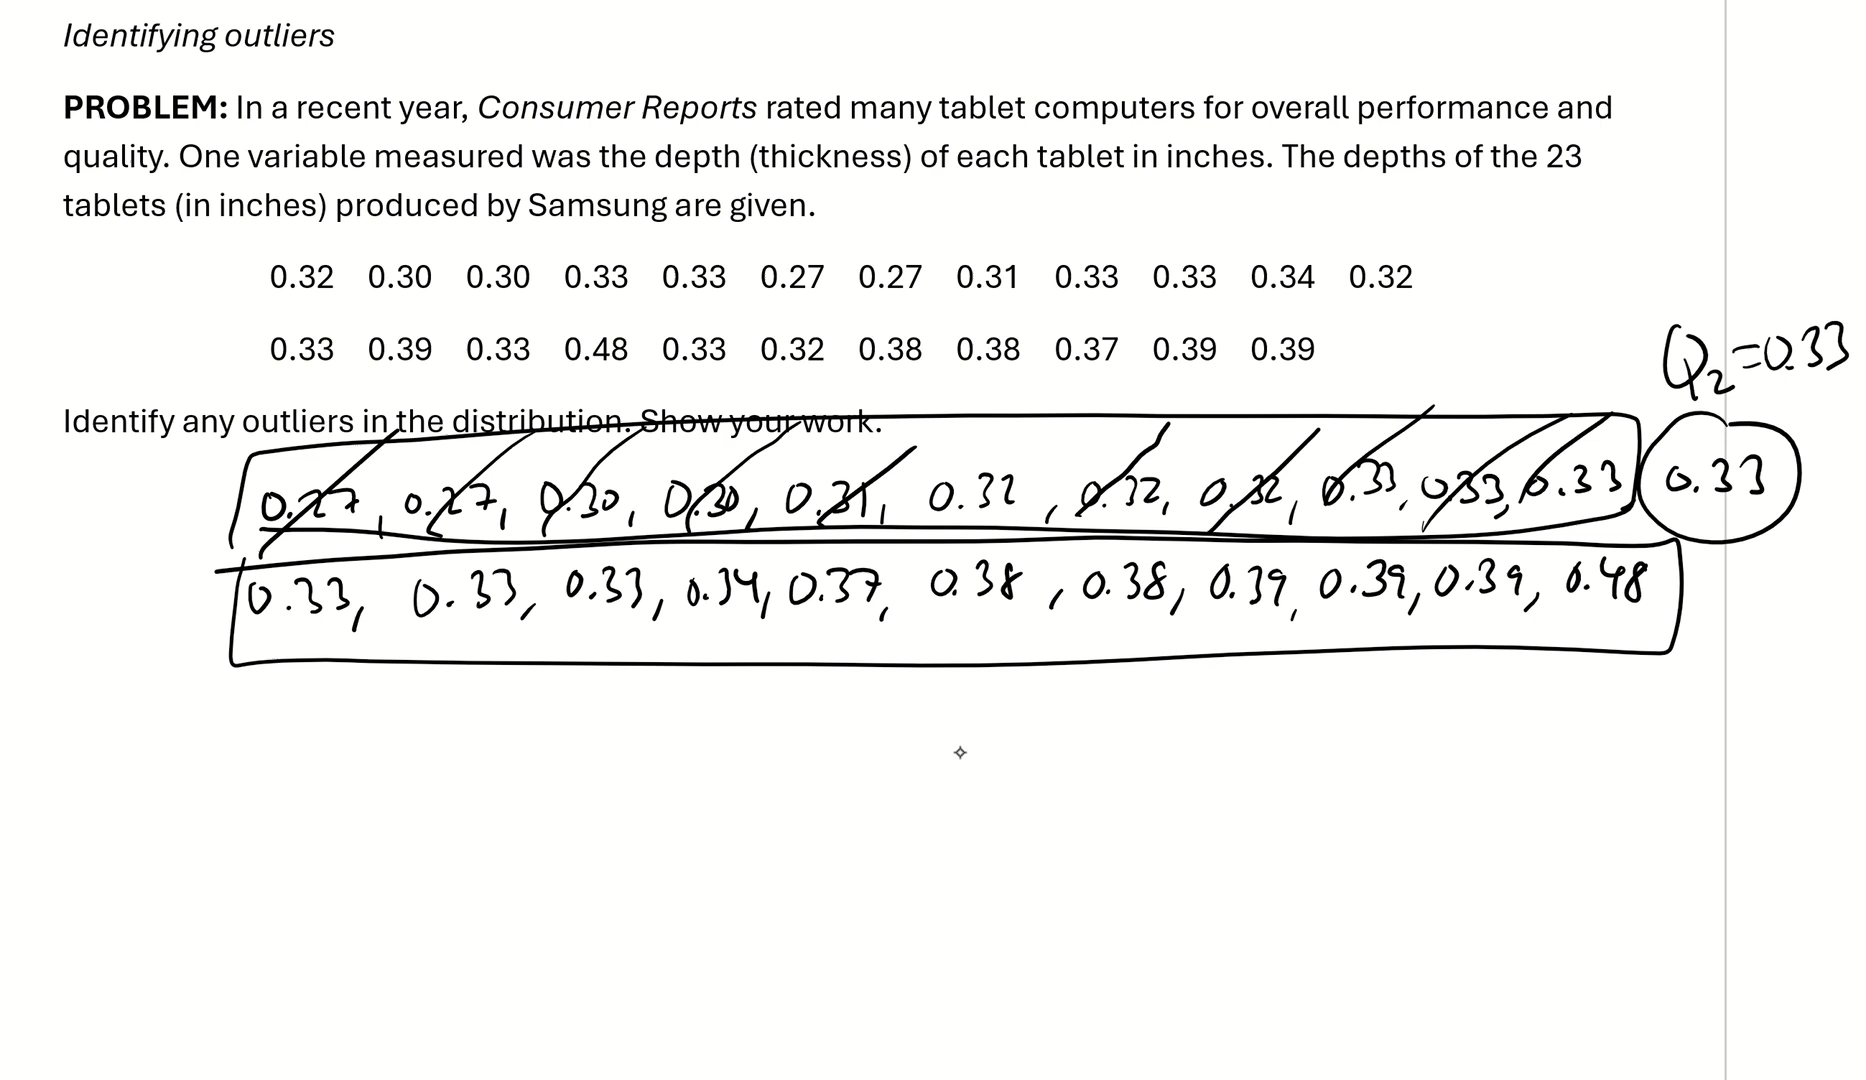 Identifying outliers
PROBLEM: In a recent year, Consumer Reports rated many tablet computers for overall performance and
quality. One variable measured was the depth (thickness) of each tablet in inches. The depths of the 23
tablets (in inches) produced by Samsung are given.
0.32 0.30 0.30 0.33 0.33 0.27 0.27 0.31 0.33 0.33 0.34 0.32
0.33 0.39 0.33 0.48 0.33 0.32 0.38 0.38 0.37 0.39 0.39
Q2=0.33
Identify any outliers in the distribution. Show your work.
0.27, 0.27, 0.30, 0.30, 0.31, 0.32, 0.32, 0.32, 0.33, 0.33, 0.33 0.33
0.33, 0.33, 0.33, 0.34, 0.37, 0.38, 0.38, 0.39, 0.39, 0.39, 0.48